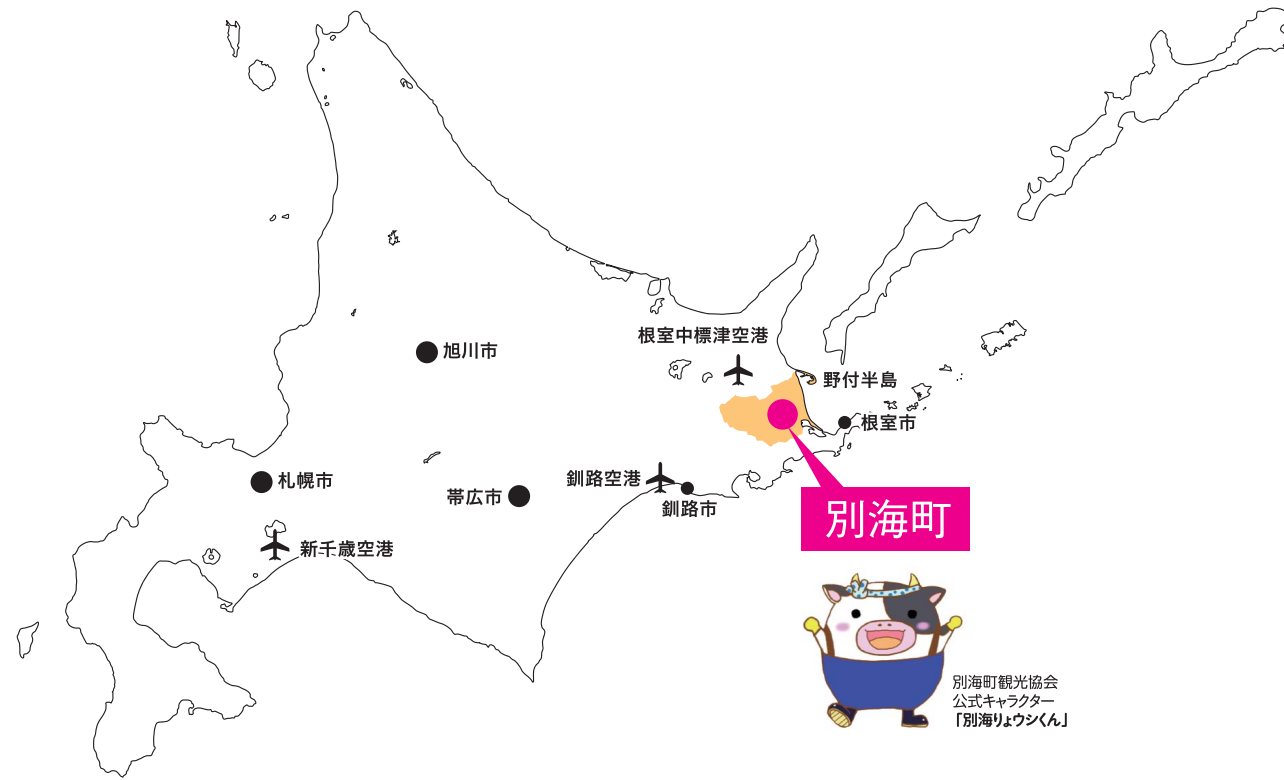 根室中標津空港
旭川市
野付半島
根室市
札幌市
釧路空港
帯広市
釧路市
別海町
新千歳空港
別海町観光協会
公式キャラクター
「別海りょウシくん」